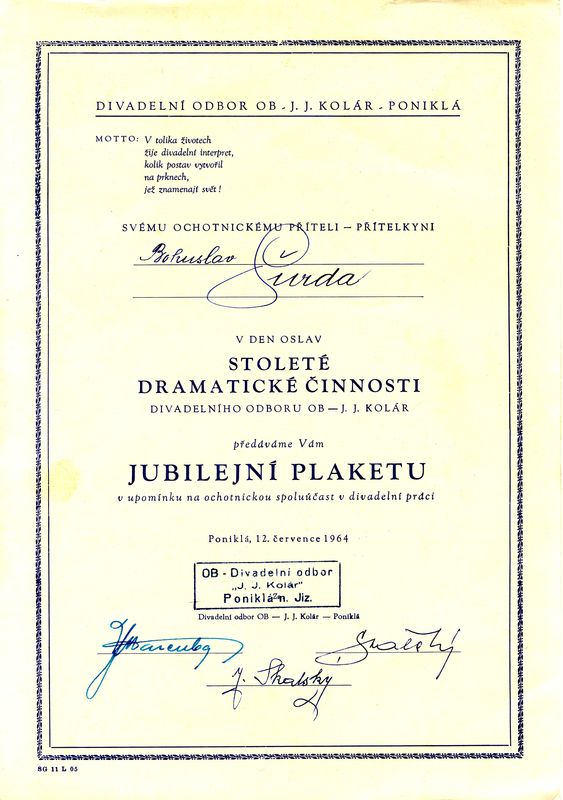 DIVADELNÍ ODBOR OB - J. J. KOLÁR - PONIKLÁ
MOTTO: V tolika životech
žije divadelní interpret,
kolik postav vytvořil
na prknech,
jež znamenají svět!
SVÉMU OCHOTNICKÉMU PŘÍTELI — PŘÍTELKYNI
Bohuslav
Šurda
V DEN OSLAV
STOLETÉ
DRAMATICKÉ ČINNOSTI
DIVADELNÍHO ODBORU OB — J. J. KOLÁR
předáváme Vám
JUBILEJNÍ PLAKETU
v upomínku na ochotnickou spoluúčast v divadelní práci
Poniklá, 12. července 1964
OB - Divadelní odbor
„J. J. Kolár"
Poniklá n. Jiz.
Divadelní odbor OB — J. J. Kolár — Poniklá
J. Skalsky
SG 11 L 05